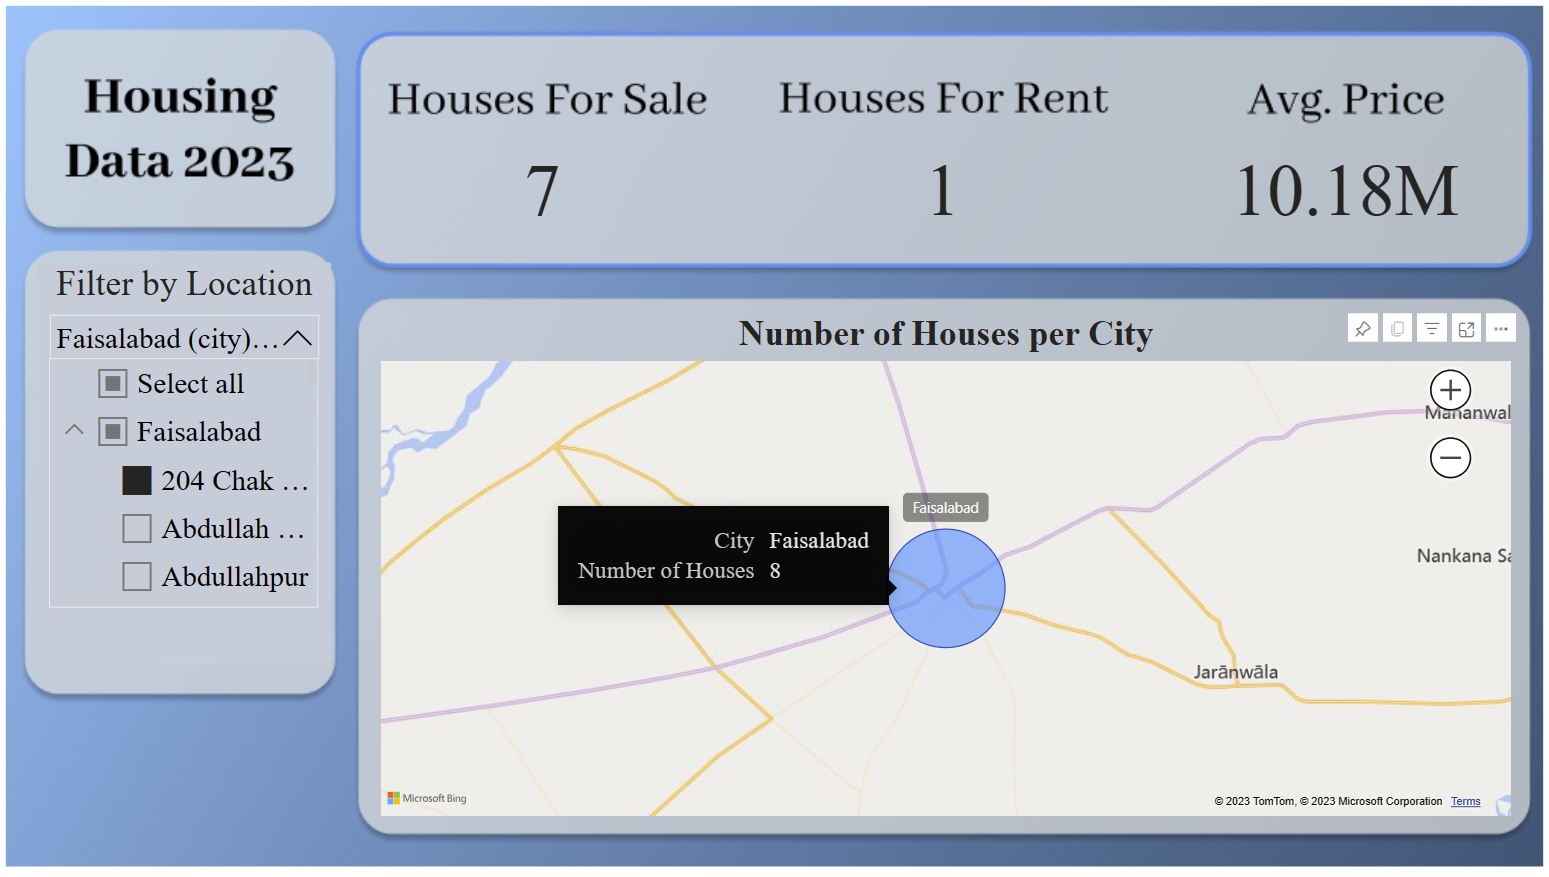 Housing
Data 2023
Houses For Sale
7
Houses For Rent
1
Avg. Price
10.18M
Filter by Location
Faisalabad (city)...
Select all
Faisalabad
204 Chak ...
Abdullah ...
Abdullahpur
Number of Houses per City
Mananwal
Faisalabad
City Faisalabad
Number of Houses 8
Nankana Sa
Jarānwāla
Microsoft Bing
© 2023 TomTom, © 2023 Microsoft Corporation Terms